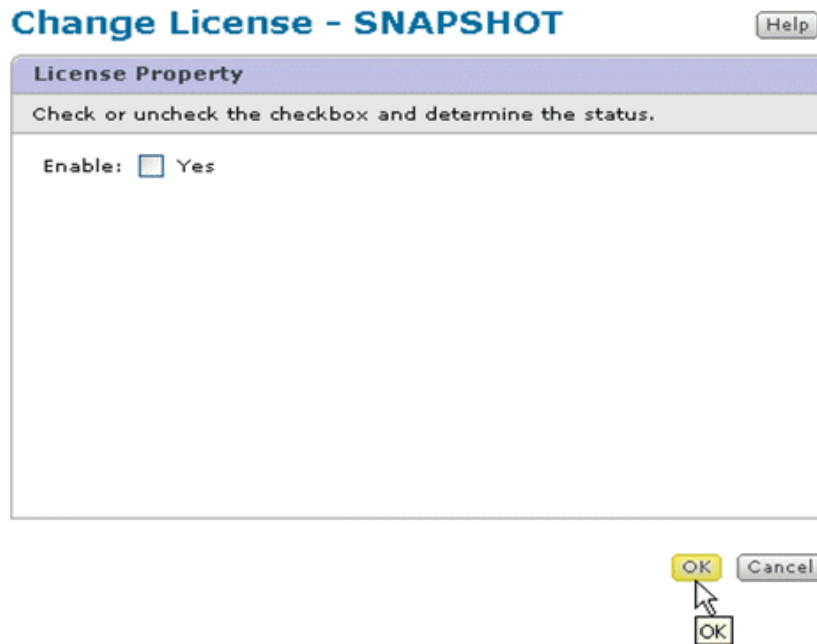 Change License - SNAPSHOT
Help
License Property
Check or uncheck the checkbox and determine the status.
Enable: Yes
OK Cancel
OK